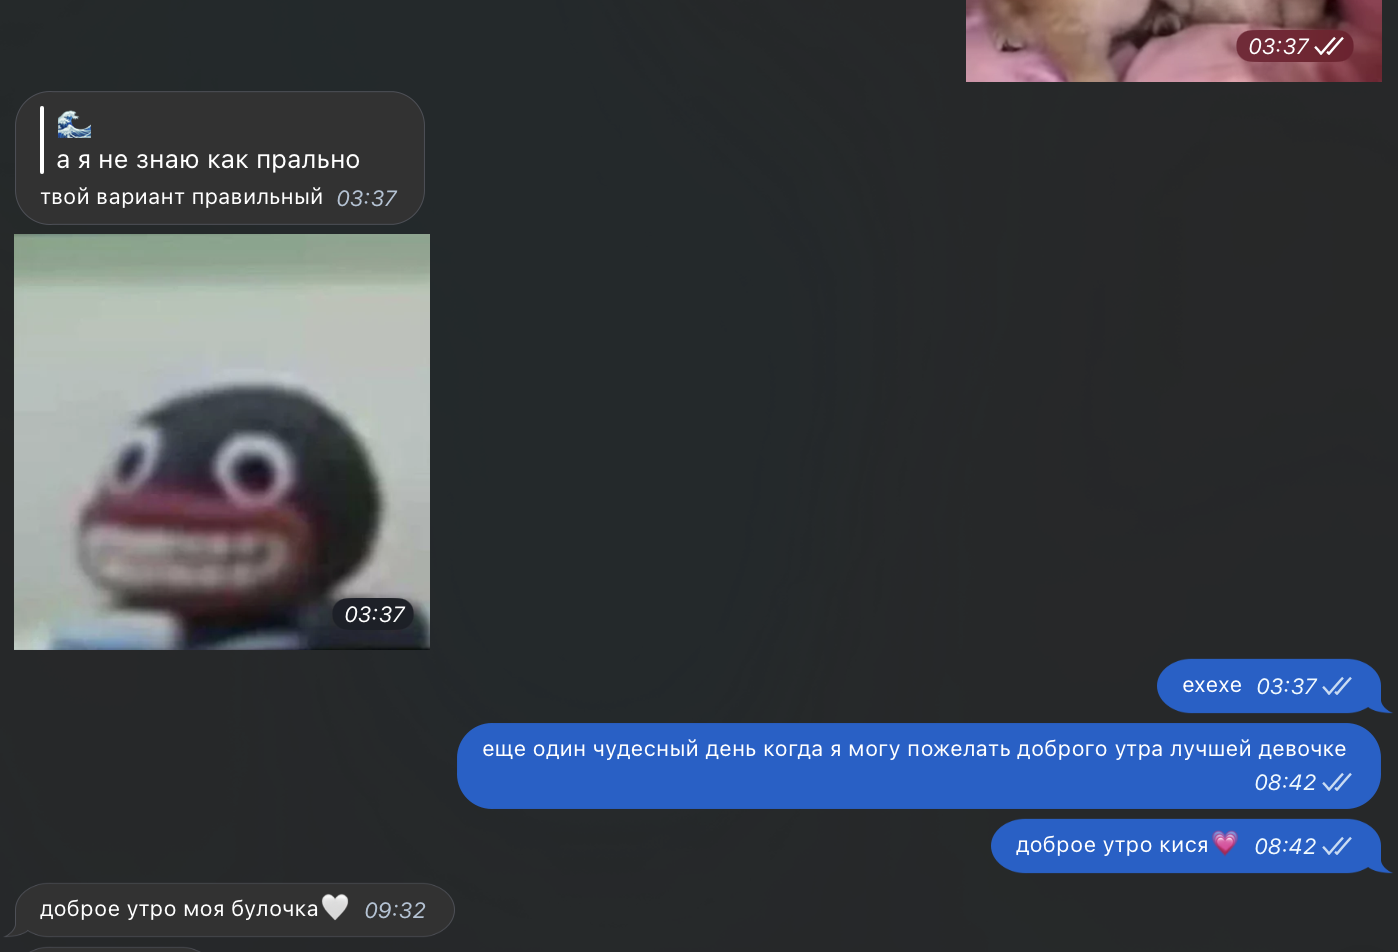 03:37
🌊
а я не знаю как прально
твой вариант правильный 03:37
03:37
ехехе 03:37
еще один чудесный день когда я могу пожелать доброго утра лучшей девочке
08:42
доброе утро кися💗 08:42
доброе утро моя булочка🤍 09:32